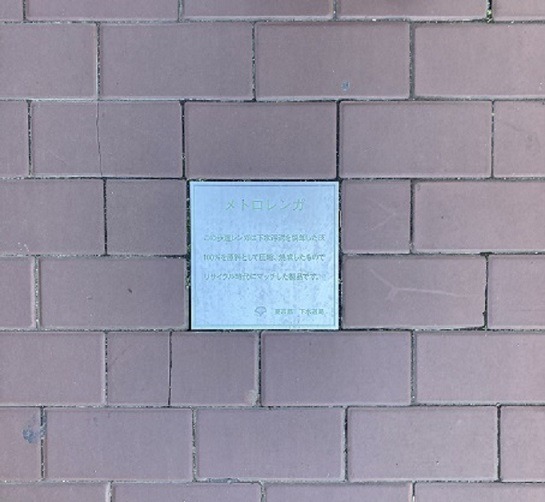 メトロレンガ
この歩道レンガは下水汚泥を焼却した灰
100%を原料として圧縮、焼成したもので
リサイクル時代にマッチした製品です。
東京都 下水道局